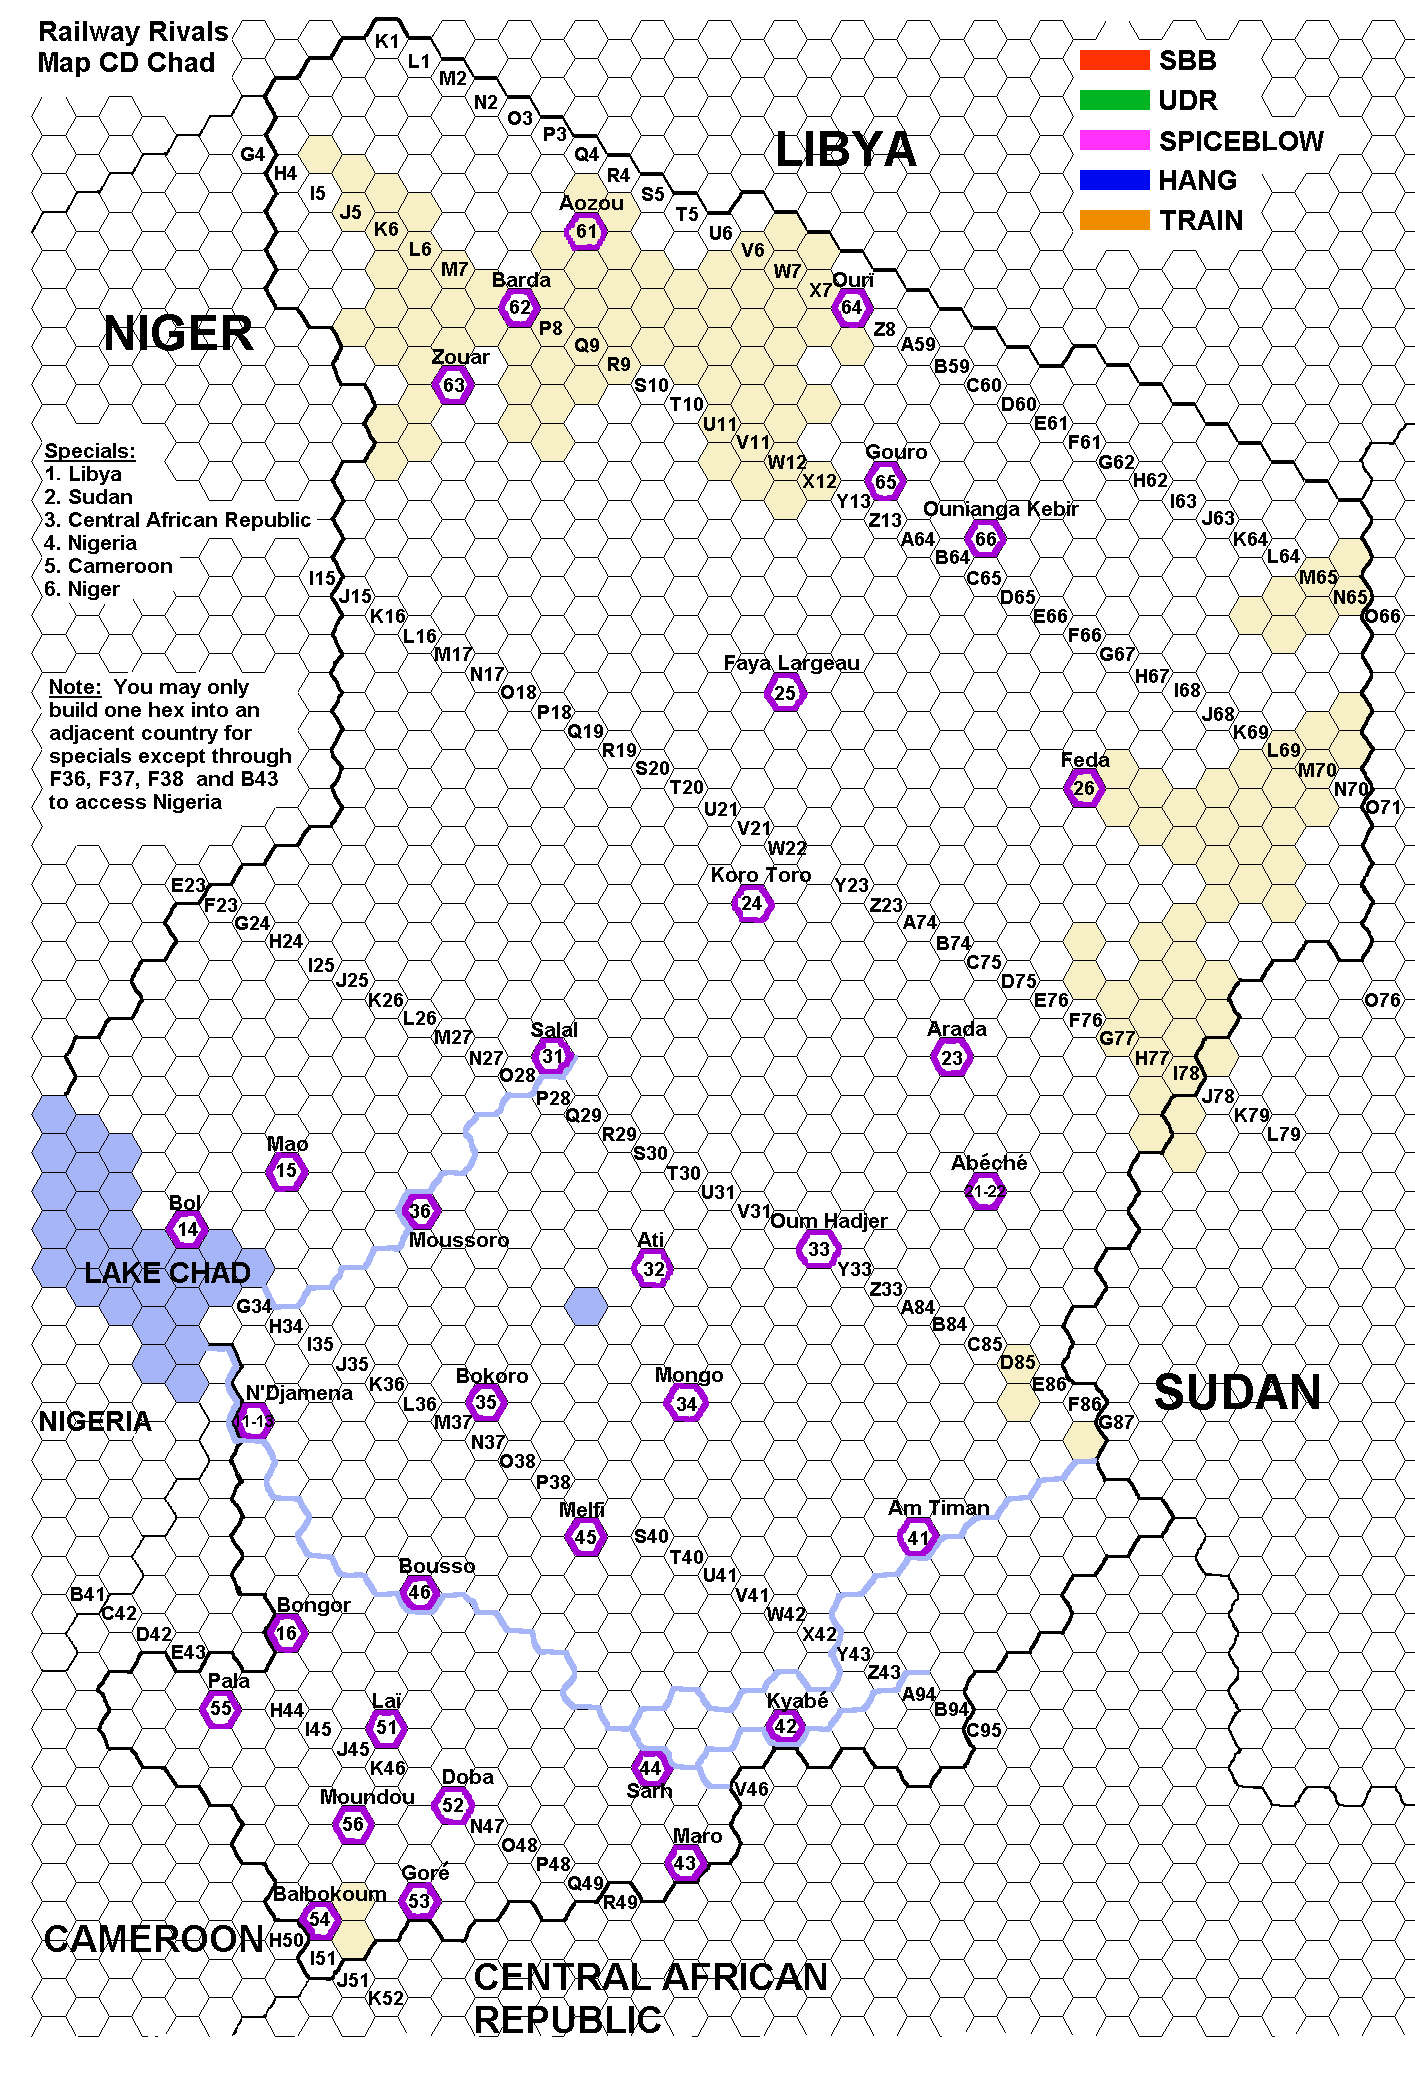 Railway Rivals
Map CD Chad
SBB
UDR
SPICEBLOW
HANG
TRAIN
LIBYA
K1
L1
M2
N2
O3
P3
Q4
R4
S5
T5
U6
V6
W7
X7
Z8
A59
B59
C60
D60
E61
F61
G62
H62
I63
J63
K64
L64
M65
N65
O66
G4
H4
I5
J5
K6
L6
M7
Aozou
61
Barda
62
Ouri
64
P8
Q9
R9
S10
T10
U11
V11
W12
X12
Y13
Z13
A64
B64
C65
D65
E66
F66
G67
H67
I68
J68
K69
L69
M70
N70
O71
NIGER
Zouar
63
Gouro
65
Ounianga Kebir
66
Specials:
1. Libya
2. Sudan
3. Central African Republic
4. Nigeria
5. Cameroon
6. Niger
I15
J15
K16
L16
M17
N17
O18
P18
Q19
R19
S20
T20
U21
V21
W22
Y23
Z23
A74
B74
C75
D75
E76
F76
G77
H77
I78
J78
K79
L79
O76
Note: You may only
build one hex into an
adjacent country for
specials except through
F36, F37, F38 and B43
to access Nigeria
Faya Largeau
25
Feda
26
Koro Toro
24
E23
F23
G24
H24
I25
J25
K26
L26
M27
N27
O28
P28
Q29
R29
S30
T30
U31
V31
Y33
Z33
A84
B84
C85
D85
E86
F86
G87
Salal
31
Arada
23
Mao
15
Abéché
21-22
Bol
14
36
Moussoro
Oum Hadjer
33
Ati
32
LAKE CHAD
G34
H34
I35
J35
K36
L36
M37
N37
O38
P38
S40
T40
U41
V41
W42
X42
Y43
Z43
A94
B94
C95
Bokoro
35
Mongo
34
N'Djamena
11-13
NIGERIA
SUDAN
Melfi
45
Am Timan
41
Bousso
46
B41
C42
D42
E43
Bongor
16
Pala
55
H44
I45
J45
K46
Laï
51
Kyabé
42
44
Sarh
V46
Doba
52
N47
O48
P48
Q49
R49
Moundou
56
Maro
43
Goré
53
Balbokoum
54
CAMEROON
H50
I51
J51
K52
CENTRAL AFRICAN
REPUBLIC